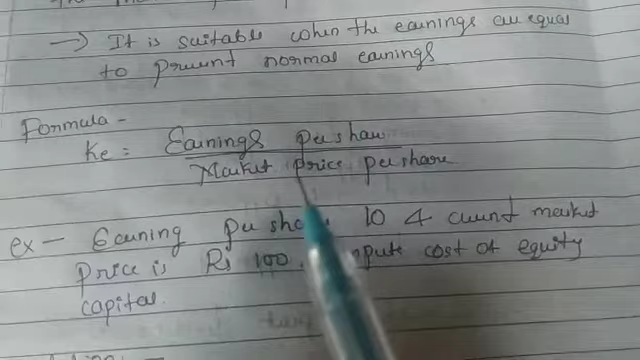 → It is suitable when the earnings are equal
to present normal earnings
Formula -
Ke = Earnings per share
Market price per share
ex - Earning per share 10 & current market
price is Rs 100. cost of equity
capital.